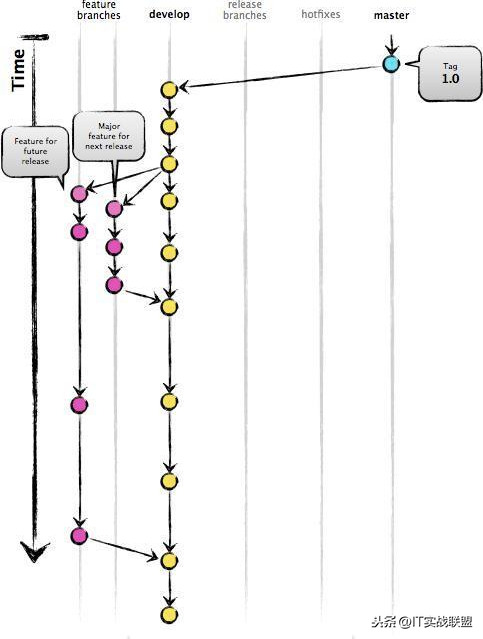 feature
branches
develop
release
branches
hotfixes
master
Time
Tag
1.0
Major
feature for
next release
Feature for
future
release
头条 @IT实战联盟